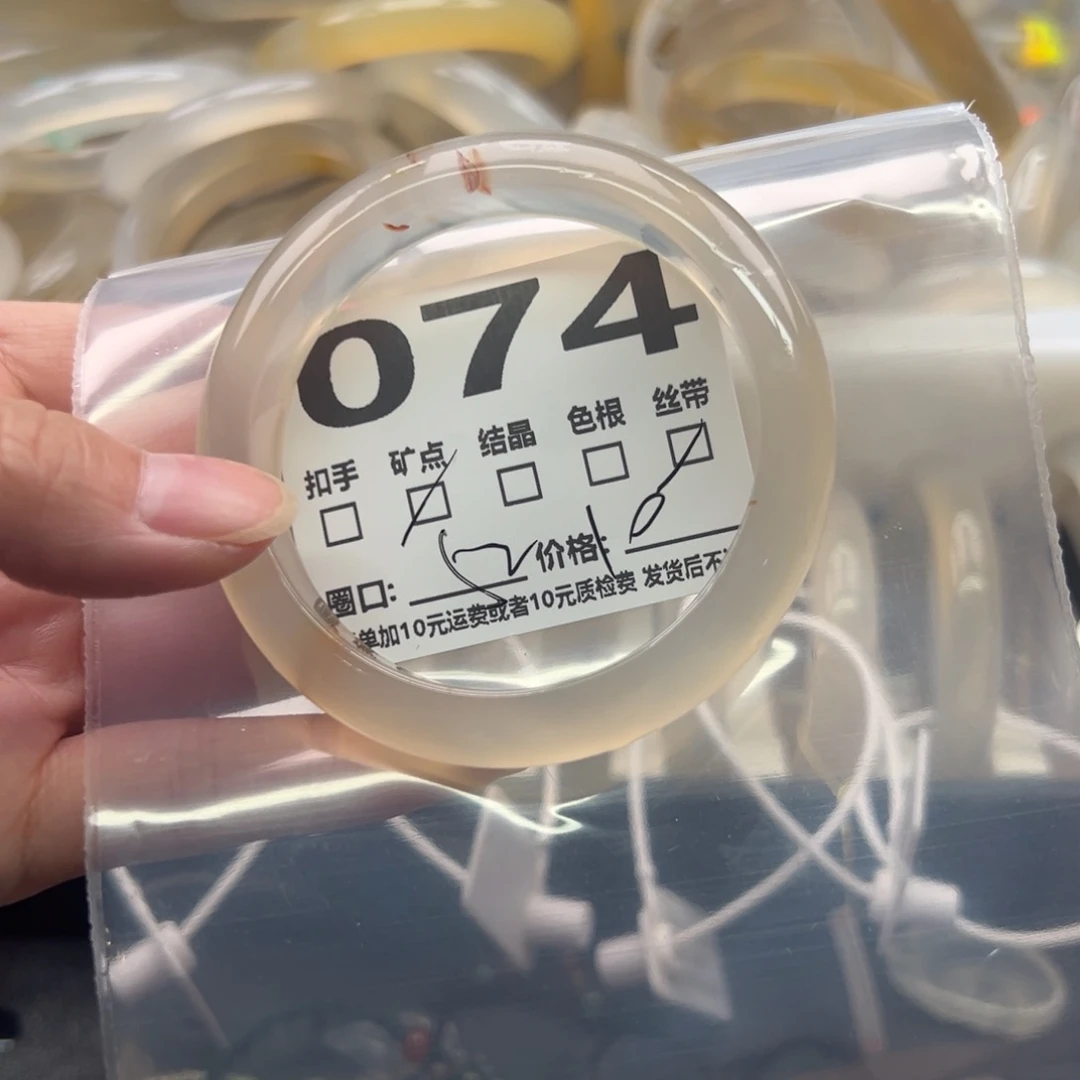 074
扣手 矿点 结晶 色根 丝带
圈口: 价格:
单加10元运费或者10元质检费 发货后不